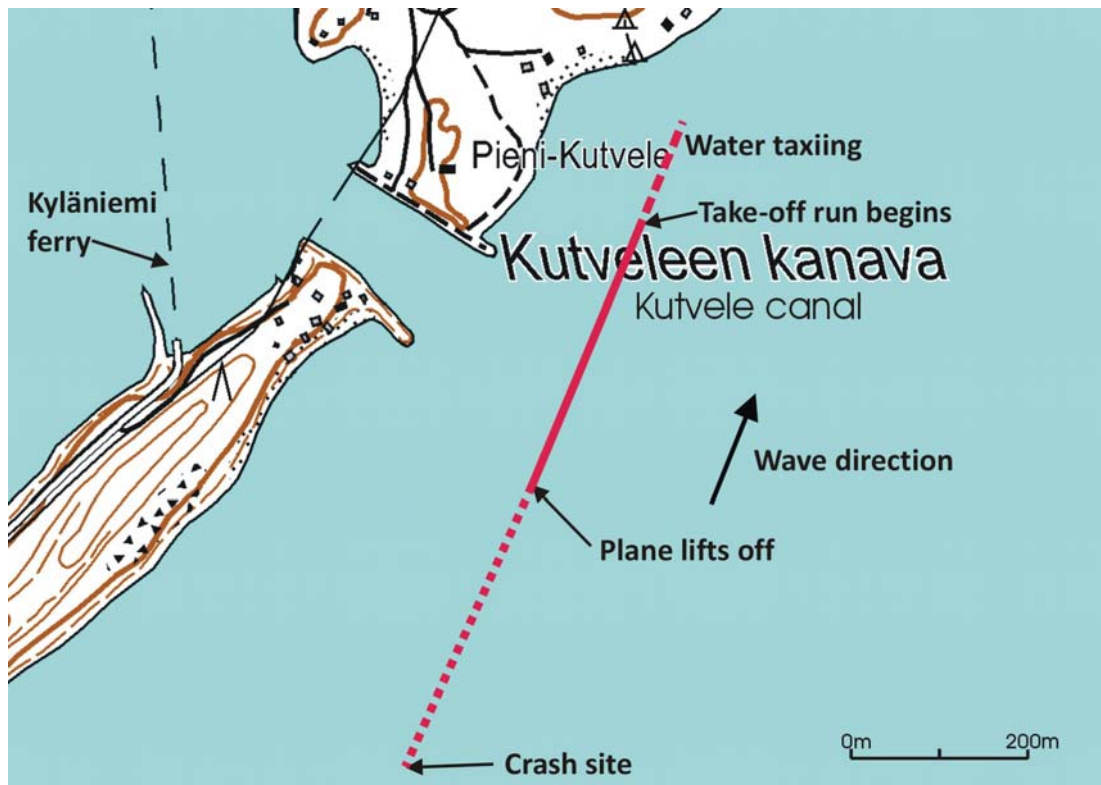 Pieni-Kutvele
Water taxiing
Kyläniemi
ferry
Take-off run begins
Kutveleen kanava
Kutvele canal
Wave direction
Plane lifts off
0m
200m
Crash site